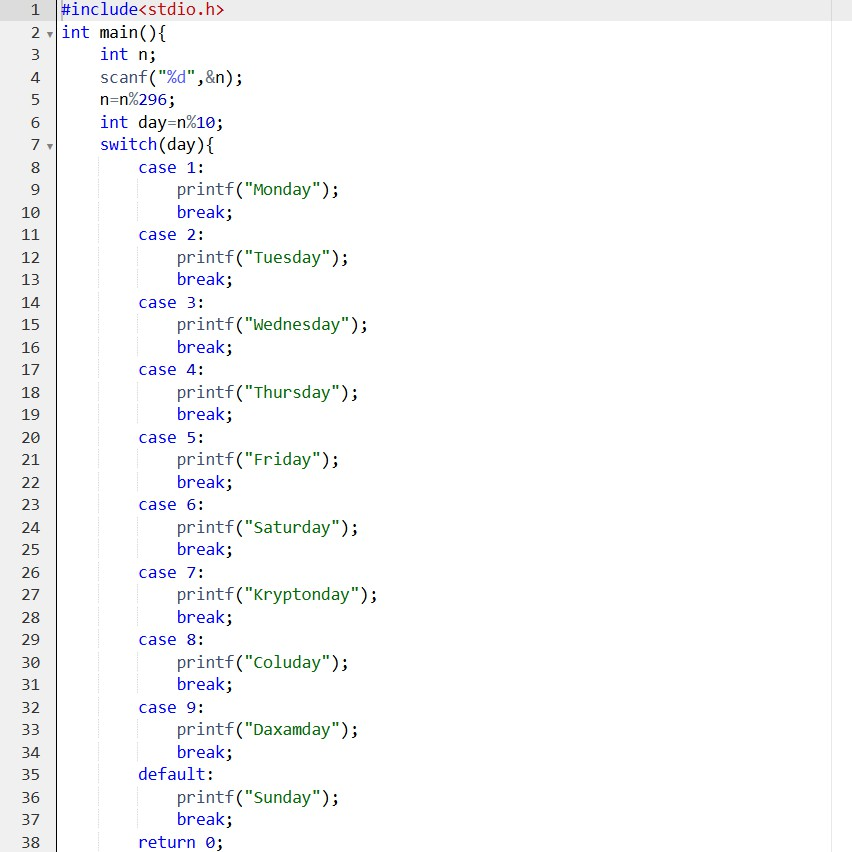 1 #include<stdio.h>
2 int main(){
3     int n;
4     scanf("%d",&n);
5     n=n%296;
6     int day=n%10;
7     switch(day){
8         case 1:
9             printf("Monday");
10             break;
11         case 2:
12             printf("Tuesday");
13             break;
14         case 3:
15             printf("Wednesday");
16             break;
17         case 4:
18             printf("Thursday");
19             break;
20         case 5:
21             printf("Friday");
22             break;
23         case 6:
24             printf("Saturday");
25             break;
26         case 7:
27             printf("Kryptonday");
28             break;
29         case 8:
30             printf("Coluday");
31             break;
32         case 9:
33             printf("Daxamday");
34             break;
35         default:
36             printf("Sunday");
37             break;
38         return 0;